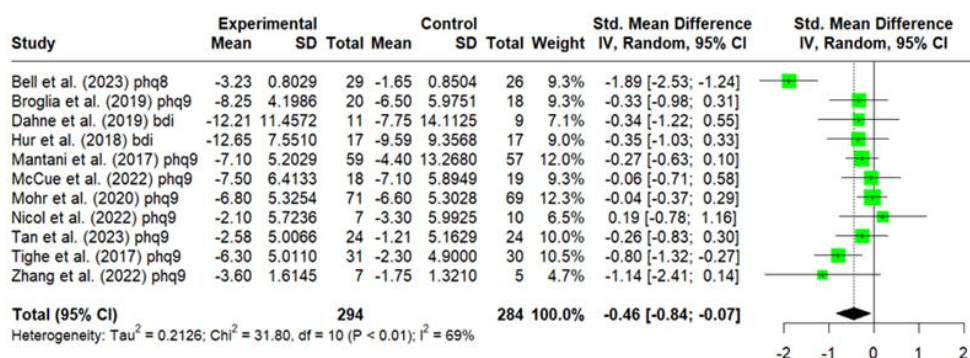 Experimental Control Std. Mean Difference Std. Mean Difference
Study Mean SD Total Mean SD Total Weight IV, Random, 95% CI IV, Random, 95% CI
Bell et al. (2023) phq8 -3.23 0.8029 29 -1.65 0.8504 26 9.3% -1.89 [-2.53; -1.24]
Broglia et al. (2019) phq9 -8.25 4.1986 20 -6.50 5.9751 18 9.3% -0.33 [-0.98; 0.31]
Dahne et al. (2019) bdi -12.21 11.4572 11 -7.75 14.1125 9 7.1% -0.34 [-1.22; 0.55]
Hur et al. (2018) bdi -12.65 7.5510 17 -9.59 9.3568 17 9.0% -0.35 [-1.03; 0.33]
Mantani et al. (2017) phq9 -7.10 5.2029 59 -4.40 13.2680 57 12.0% -0.27 [-0.63; 0.10]
McCue et al. (2022) phq9 -7.50 6.4133 18 -7.10 5.8949 19 9.3% -0.06 [-0.71; 0.58]
Mohr et al. (2020) phq9 -6.80 5.3254 71 -6.60 5.3028 69 12.3% -0.04 [-0.37; 0.29]
Nicol et al. (2022) phq9 -2.10 5.7236 7 -3.30 5.9925 10 6.5% 0.19 [-0.78; 1.16]
Tan et al. (2023) phq9 -2.58 5.0066 24 -1.21 5.1629 24 10.0% -0.26 [-0.83; 0.30]
Tighe et al. (2017) phq9 -6.30 5.0110 31 -2.30 4.9000 30 10.5% -0.80 [-1.32; -0.27]
Zhang et al. (2022) phq9 -3.60 1.6145 7 -1.75 1.3210 5 4.7% -1.14 [-2.41; 0.14]
Total (95% CI) 294 284 100.0% -0.46 [-0.84; -0.07]
Heterogeneity: Tau² = 0.2126; Chi² = 31.80, df = 10 (P < 0.01); I² = 69%
-2 -1 0 1 2